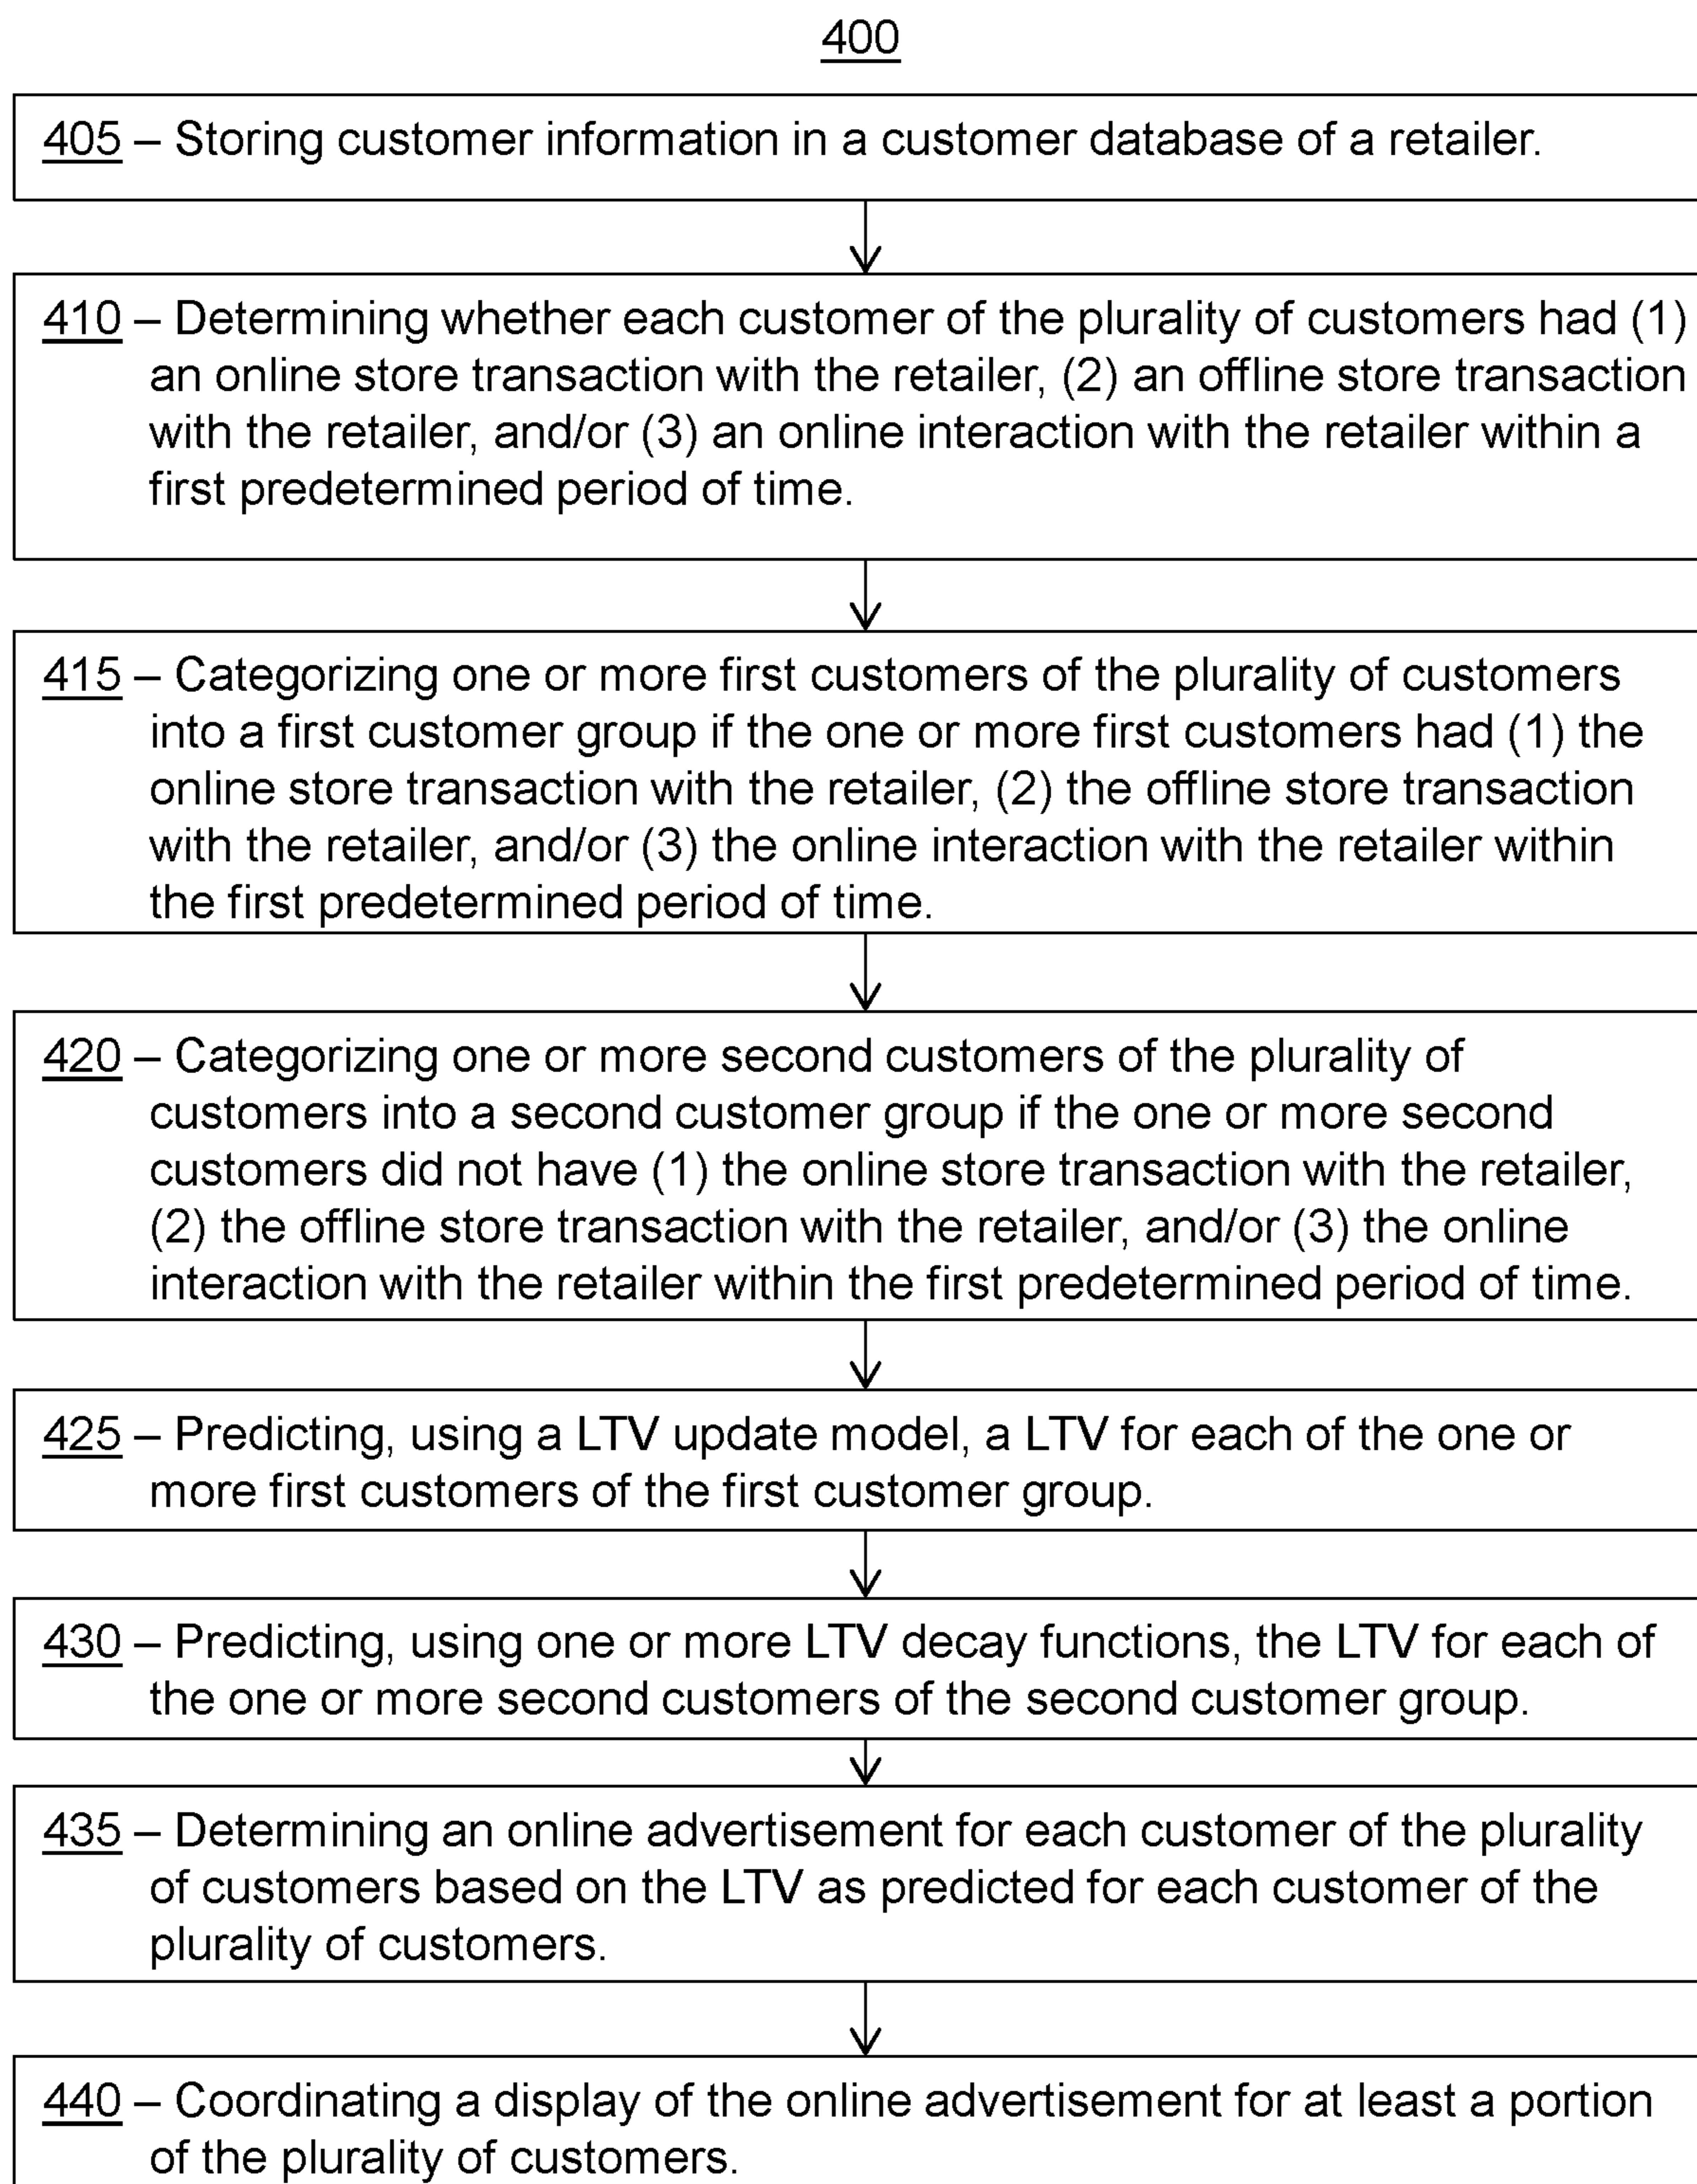 400
405 – Storing customer information in a customer database of a retailer.
410 – Determining whether each customer of the plurality of customers had (1)
an online store transaction with the retailer, (2) an offline store transaction
with the retailer, and/or (3) an online interaction with the retailer within a
first predetermined period of time.
415 – Categorizing one or more first customers of the plurality of customers
into a first customer group if the one or more first customers had (1) the
online store transaction with the retailer, (2) the offline store transaction
with the retailer, and/or (3) the online interaction with the retailer within
the first predetermined period of time.
420 – Categorizing one or more second customers of the plurality of
customers into a second customer group if the one or more second
customers did not have (1) the online store transaction with the retailer,
(2) the offline store transaction with the retailer, and/or (3) the online
interaction with the retailer within the first predetermined period of time.
425 – Predicting, using a LTV update model, a LTV for each of the one or
more first customers of the first customer group.
430 – Predicting, using one or more LTV decay functions, the LTV for each of
the one or more second customers of the second customer group.
435 – Determining an online advertisement for each customer of the plurality
of customers based on the LTV as predicted for each customer of the
plurality of customers.
440 – Coordinating a display of the online advertisement for at least a portion
of the plurality of customers.